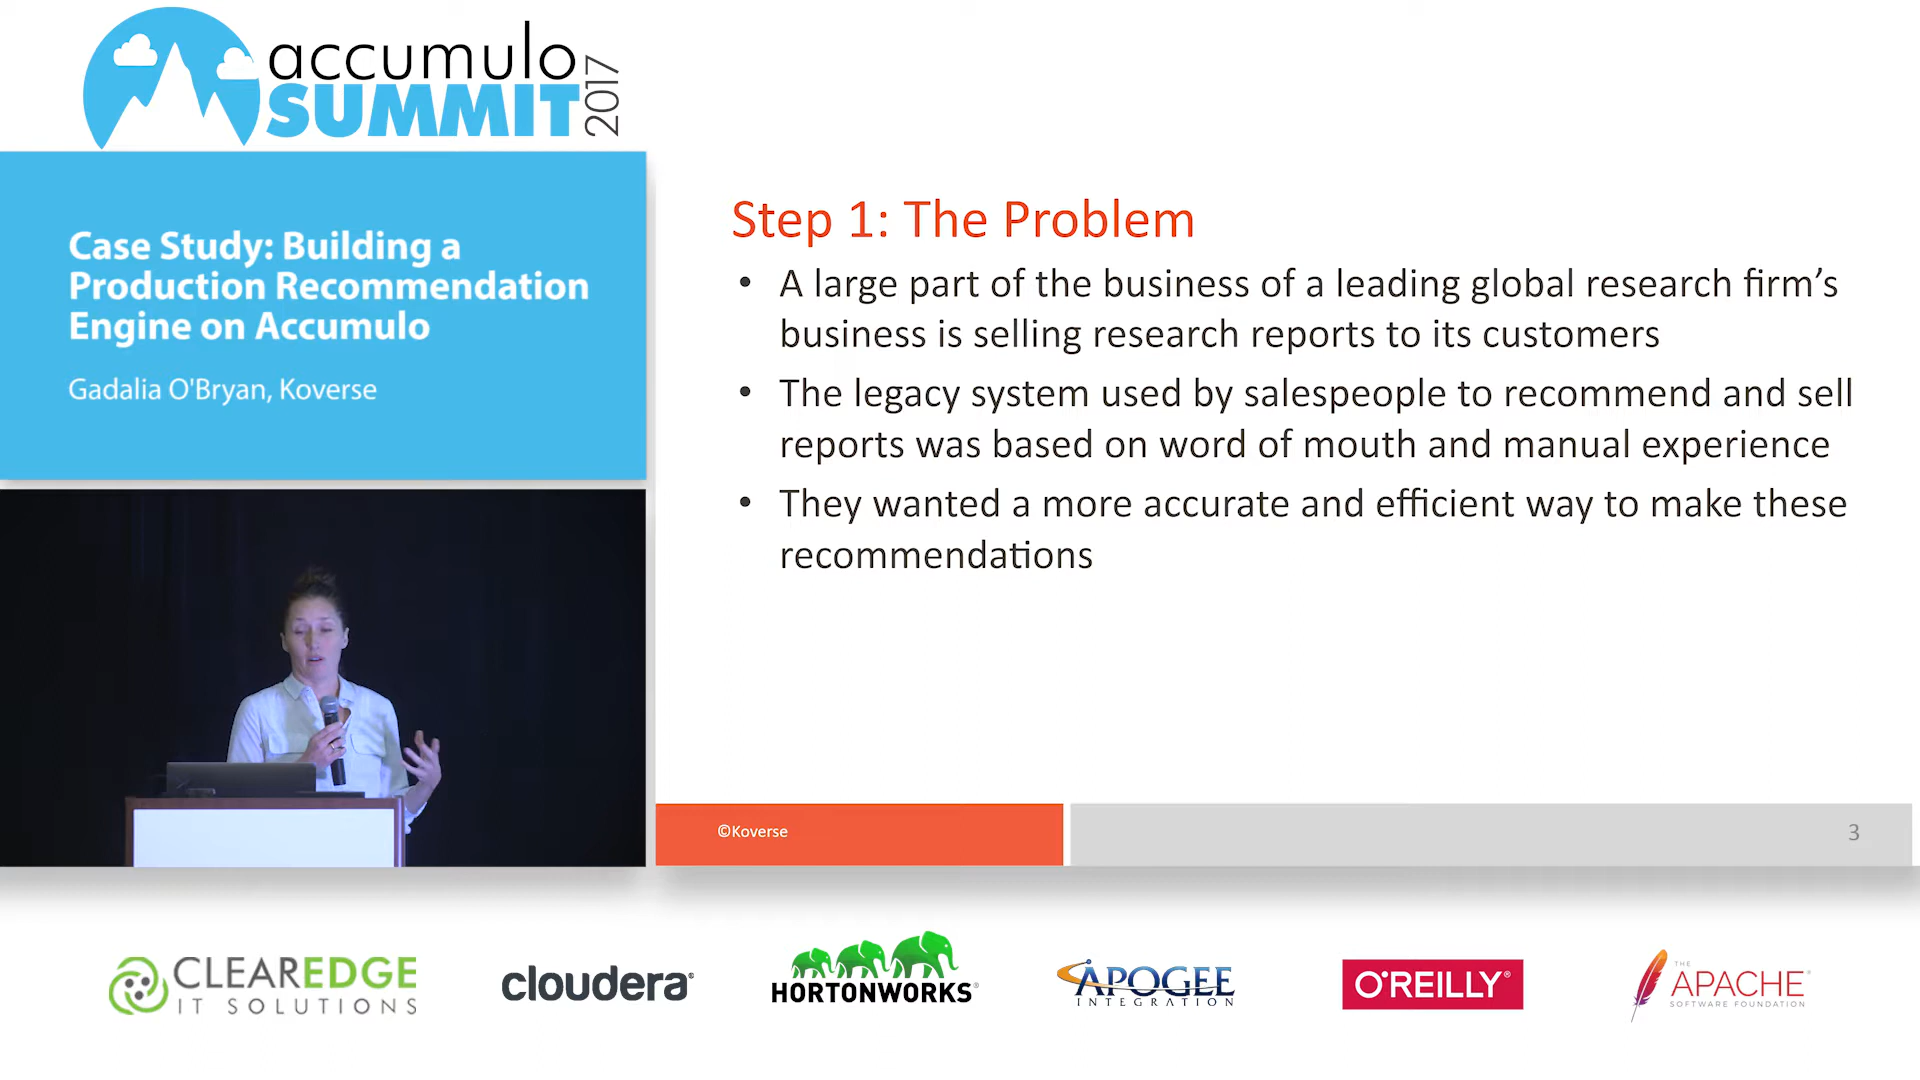 accumulo
SUMMIT
2017
Case Study: Building a
Production Recommendation
Engine on Accumulo
Gadalia O'Bryan, Koverse
Step 1: The Problem
• A large part of the business of a leading global research firm’s
business is selling research reports to its customers
• The legacy system used by salespeople to recommend and sell
reports was based on word of mouth and manual experience
• They wanted a more accurate and efficient way to make these
recommendations
©Koverse
3
CLEAREDGE
IT SOLUTIONS
cloudera®
HORTONWORKS®
APOGEE
INTEGRATION
O'REILLY®
THE
APACHE®
SOFTWARE FOUNDATION